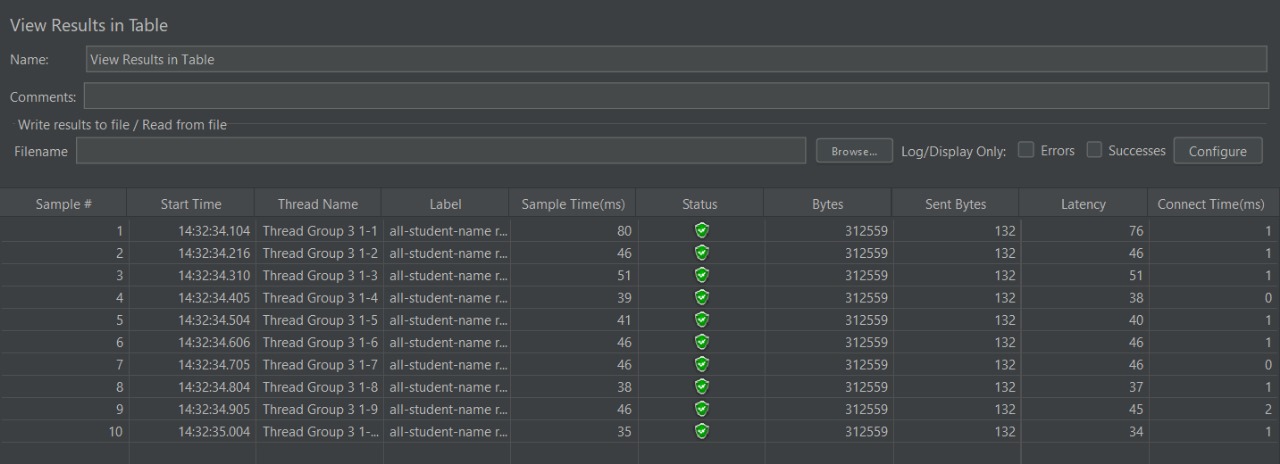 View Results in Table
Name: View Results in Table
Comments:
Write results to file / Read from file
Filename Browse... Log/Display Only: Errors Successes Configure
Sample # Start Time Thread Name Label Sample Time(ms) Status Bytes Sent Bytes Latency Connect Time(ms)
1 14:32:34.104 Thread Group 3 1-1 all-student-name r... 80 312559 132 76 1
2 14:32:34.216 Thread Group 3 1-2 all-student-name r... 46 312559 132 46 1
3 14:32:34.310 Thread Group 3 1-3 all-student-name r... 51 312559 132 51 1
4 14:32:34.405 Thread Group 3 1-4 all-student-name r... 39 312559 132 38 0
5 14:32:34.504 Thread Group 3 1-5 all-student-name r... 41 312559 132 40 1
6 14:32:34.606 Thread Group 3 1-6 all-student-name r... 46 312559 132 46 1
7 14:32:34.705 Thread Group 3 1-7 all-student-name r... 46 312559 132 46 0
8 14:32:34.804 Thread Group 3 1-8 all-student-name r... 38 312559 132 37 1
9 14:32:34.905 Thread Group 3 1-9 all-student-name r... 46 312559 132 45 2
10 14:32:35.004 Thread Group 3 1-... all-student-name r... 35 312559 132 34 1